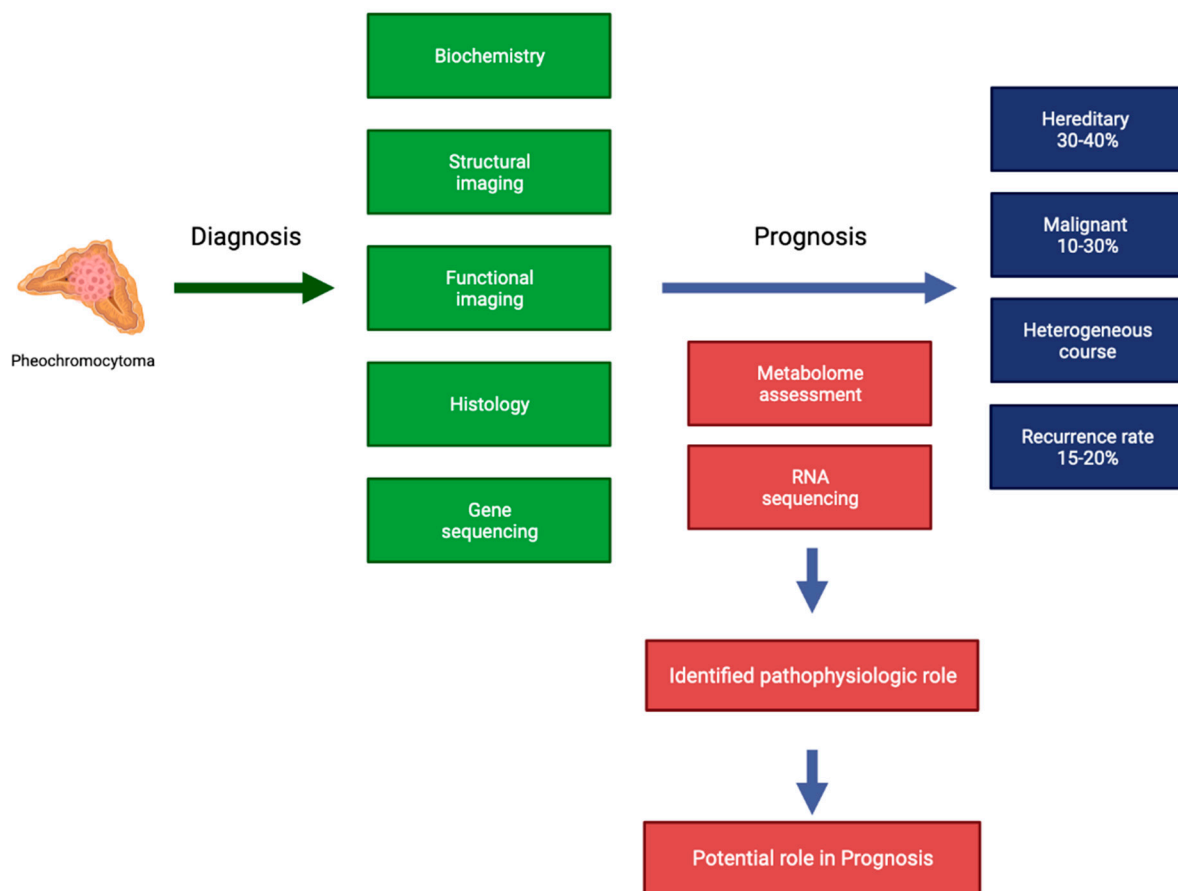 Pheochromocytoma
Diagnosis
Biochemistry
Structural
imaging
Functional
imaging
Histology
Gene
sequencing
Prognosis
Metabolome
assessment
RNA
sequencing
Identified pathophysiologic role
Potential role in Prognosis
Hereditary
30-40%
Malignant
10-30%
Heterogeneous
course
Recurrence rate
15-20%